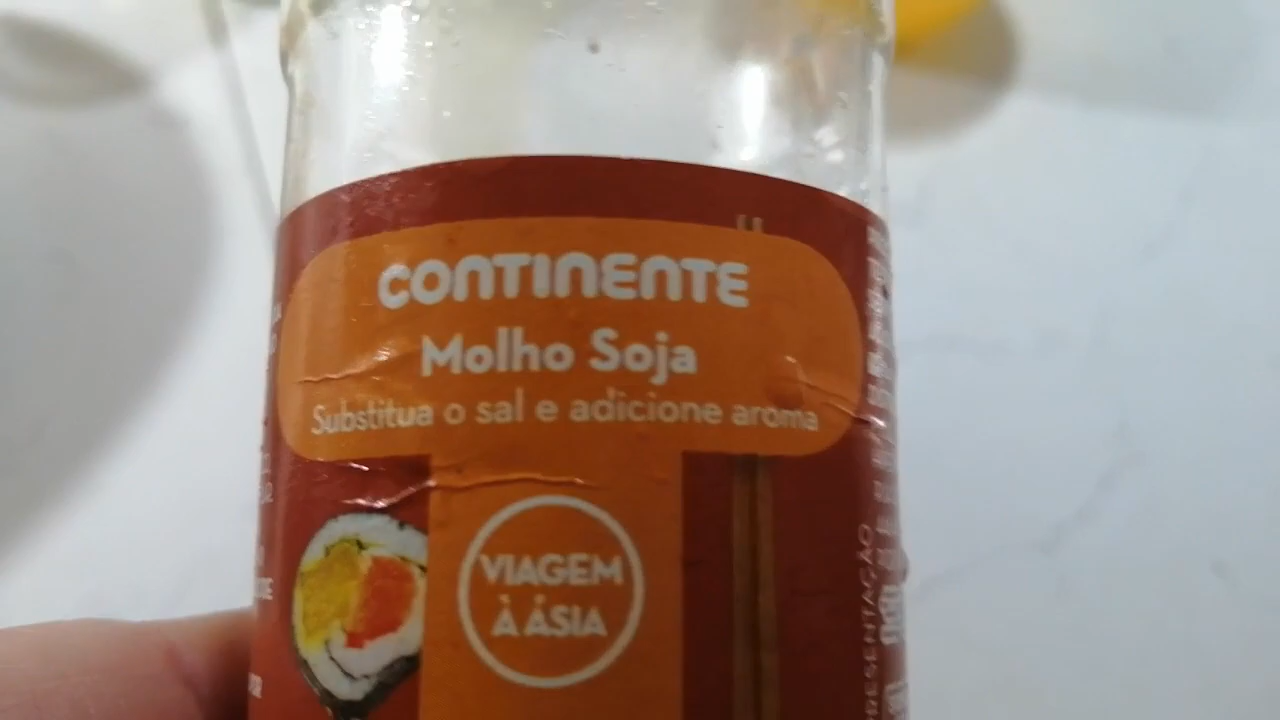 CONTINENTE
Molho Soja
Substitua o sal e adicione aroma
VIAGEM
À ÁSIA